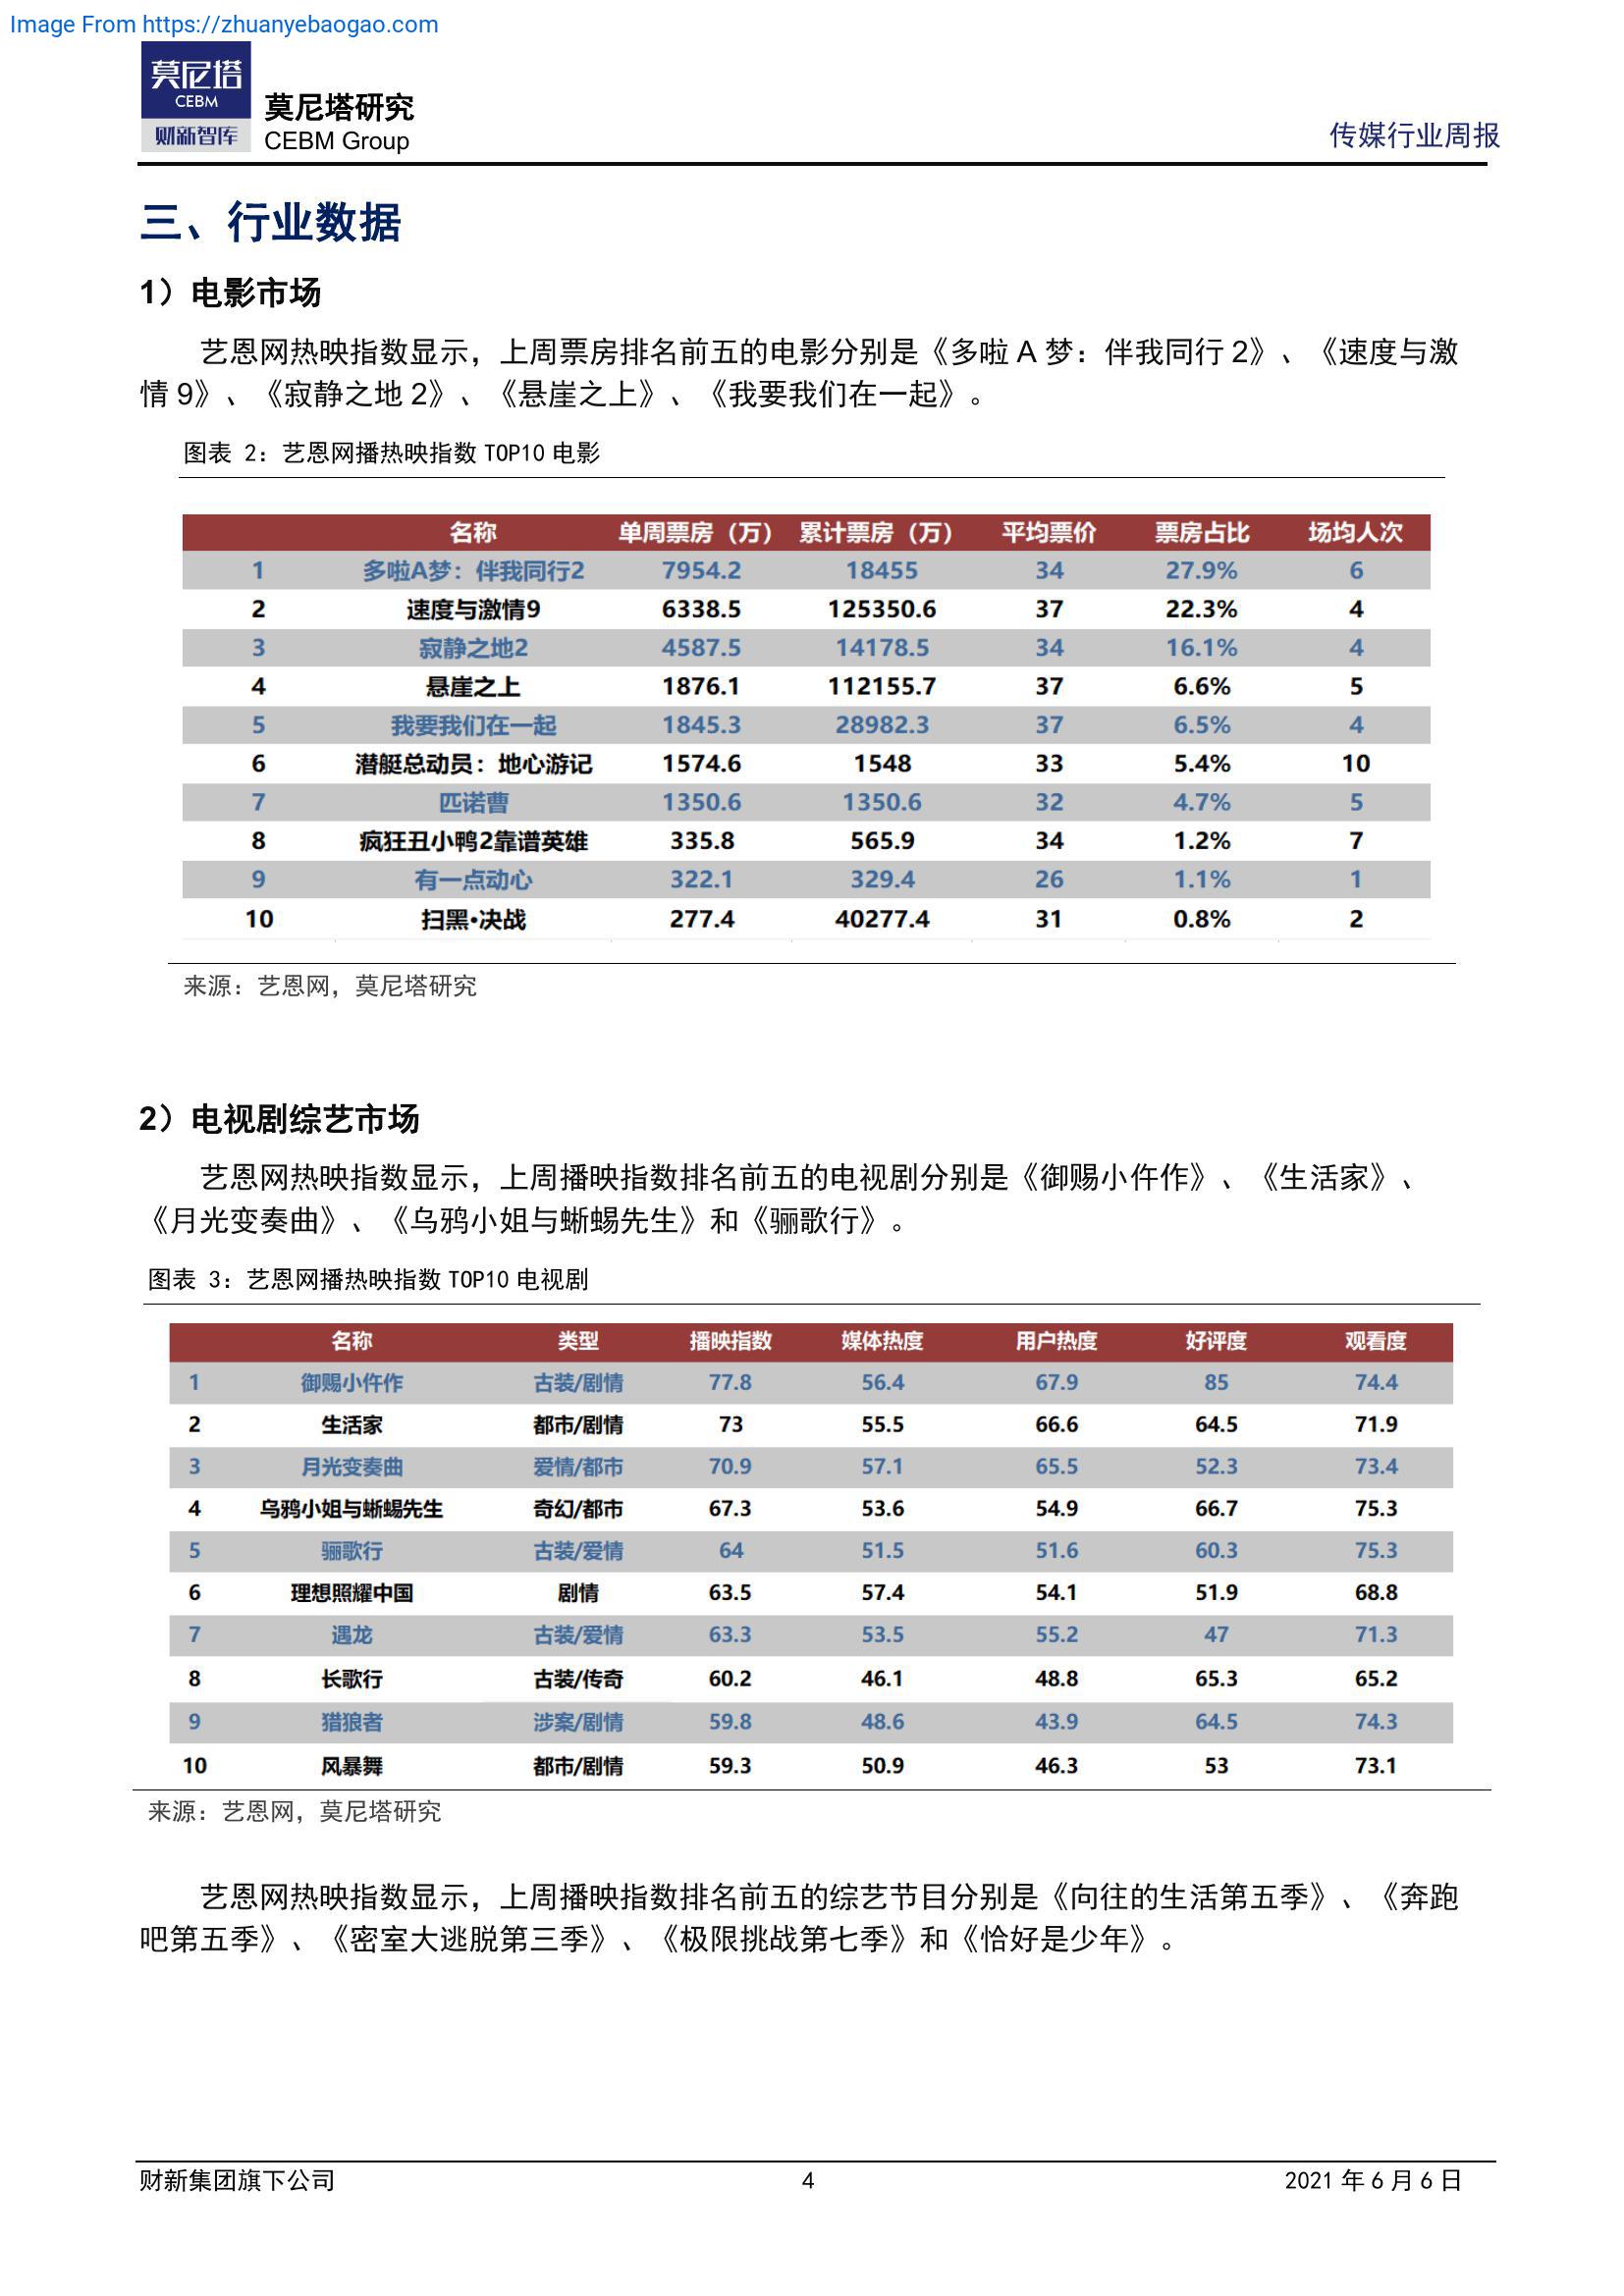 Image From https://zhuanyebaogao.com
莫尼塔
CEBM
财新智库
莫尼塔研究
CEBM Group
传媒行业周报
三、行业数据
1）电影市场
艺恩网热映指数显示，上周票房排名前五的电影分别是《多啦 A 梦：伴我同行 2》、《速度与激
情 9》、《寂静之地 2》、《悬崖之上》、《我要我们在一起》。
图表 2：艺恩网播热映指数 TOP10 电影
名称 单周票房（万） 累计票房（万） 平均票价 票房占比 场均人次
1 多啦A梦：伴我同行2 7954.2 18455 34 27.9% 6
2 速度与激情9 6338.5 125350.6 37 22.3% 4
3 寂静之地2 4587.5 14178.5 34 16.1% 4
4 悬崖之上 1876.1 112155.7 37 6.6% 5
5 我要我们在一起 1845.3 28982.3 37 6.5% 4
6 潜艇总动员：地心游记 1574.6 1548 33 5.4% 10
7 匹诺曹 1350.6 1350.6 32 4.7% 5
8 疯狂丑小鸭2靠谱英雄 335.8 565.9 34 1.2% 7
9 有一点动心 322.1 329.4 26 1.1% 1
10 扫黑•决战 277.4 40277.4 31 0.8% 2
来源：艺恩网，莫尼塔研究
2）电视剧综艺市场
艺恩网热映指数显示，上周播映指数排名前五的电视剧分别是《御赐小仵作》、《生活家》、
《月光变奏曲》、《乌鸦小姐与蜥蜴先生》和《骊歌行》。
图表 3：艺恩网播热映指数 TOP10 电视剧
名称 类型 播映指数 媒体热度 用户热度 好评度 观看度
1 御赐小仵作 古装/剧情 77.8 56.4 67.9 85 74.4
2 生活家 都市/剧情 73 55.5 66.6 64.5 71.9
3 月光变奏曲 爱情/都市 70.9 57.1 65.5 52.3 73.4
4 乌鸦小姐与蜥蜴先生 奇幻/都市 67.3 53.6 54.9 66.7 75.3
5 骊歌行 古装/爱情 64 51.5 51.6 60.3 75.3
6 理想照耀中国 剧情 63.5 57.4 54.1 51.9 68.8
7 遇龙 古装/爱情 63.3 53.5 55.2 47 71.3
8 长歌行 古装/传奇 60.2 46.1 48.8 65.3 65.2
9 猎狼者 涉案/剧情 59.8 48.6 43.9 64.5 74.3
10 风暴舞 都市/剧情 59.3 50.9 46.3 53 73.1
来源：艺恩网，莫尼塔研究
艺恩网热映指数显示，上周播映指数排名前五的综艺节目分别是《向往的生活第五季》、《奔跑
吧第五季》、《密室大逃脱第三季》、《极限挑战第七季》和《恰好是少年》。
财新集团旗下公司 4 2021 年 6 月 6 日